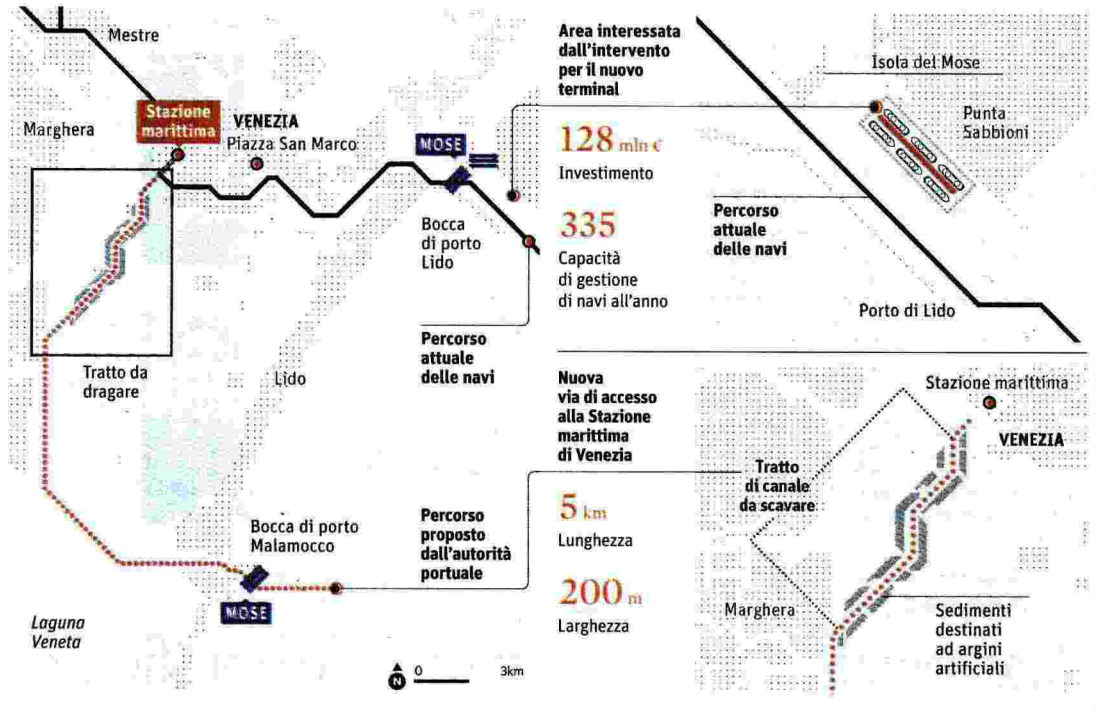 Mestre
Marghera
Stazione
marittima
VENEZIA
Piazza San Marco
MOSE
Bocca
di porto
Lido
Percorso
attuale
delle navi
Tratto da
dragare
Lido
Bocca di porto
Malamocco
MOSE
Percorso
proposto
dall'autorità
portuale
Laguna
Veneta
N
0 3km
Area interessata
dall'intervento
per il nuovo
terminal
128 mln €
Investimento
335
Capacità
di gestione
di navi all'anno
Isola del Mose
Punta
Sabbioni
Percorso
attuale
delle navi
Porto di Lido
Nuova
via di accesso
alla Stazione
marittima
di Venezia
5 km
Lunghezza
200 m
Larghezza
Stazione marittima
VENEZIA
Tratto
di canale
da scavare
Marghera
Sedimenti
destinati
ad argini
artificiali